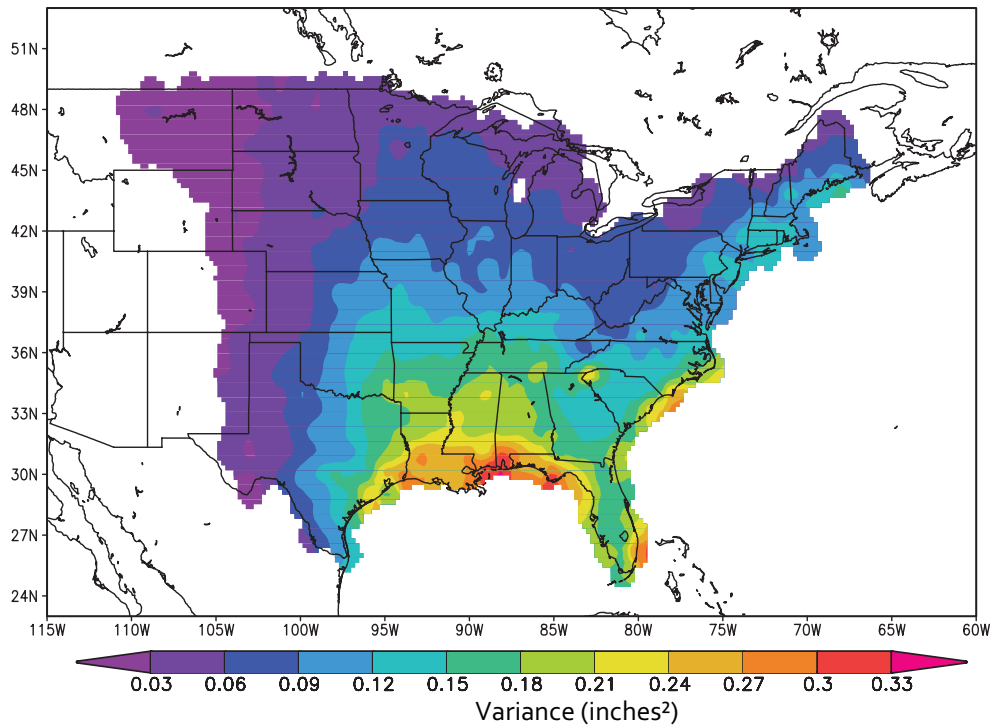 51N
48N
45N
42N
39N
36N
33N
30N
27N
24N
115W 110W 105W 100W 95W 90W 85W 80W 75W 70W 65W 60W
0.03 0.06 0.09 0.12 0.15 0.18 0.21 0.24 0.27 0.3 0.33
Variance (inches²)